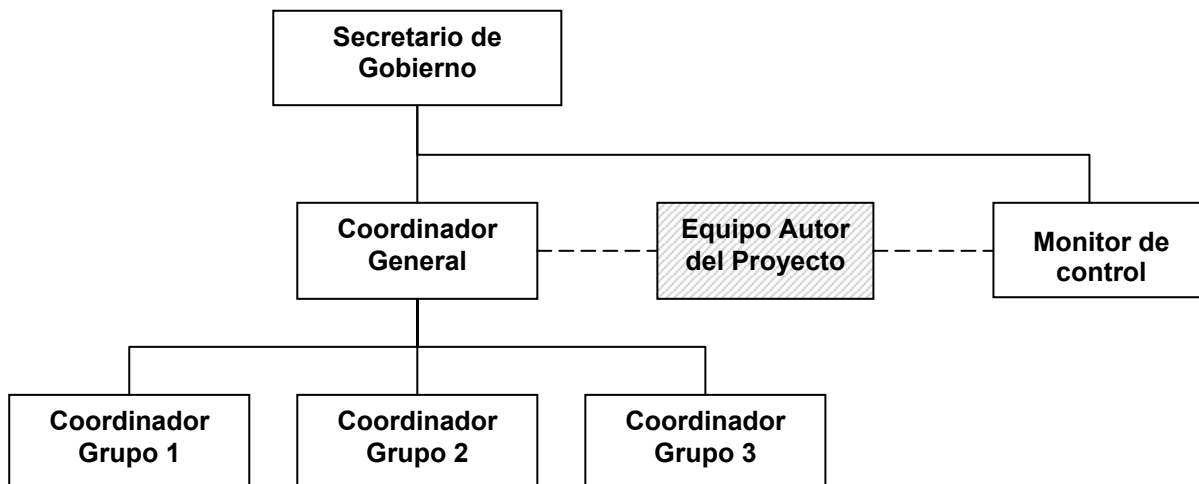 Secretario de
Gobierno
Coordinador
General
Equipo Autor
del Proyecto
Monitor de
control
Coordinador
Grupo 1
Coordinador
Grupo 2
Coordinador
Grupo 3